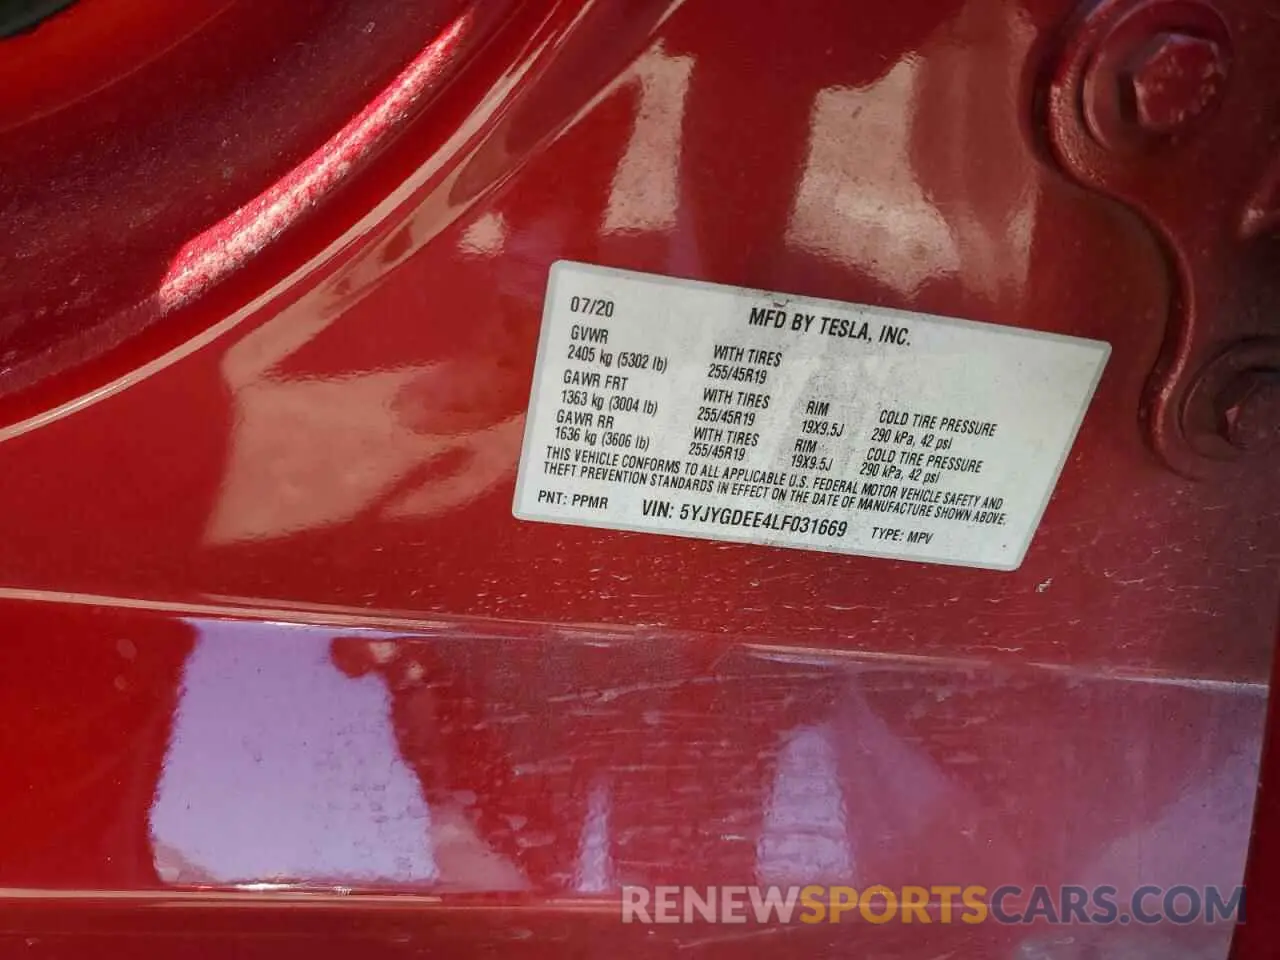 07/20 MFD BY TESLA, INC.
GVWR
2405 kg (5302 lb) WITH TIRES 255/45R19
GAWR FRT
1363 kg (3004 lb) WITH TIRES 255/45R19 RIM 19X9.5J COLD TIRE PRESSURE 290 kPa, 42 psi
GAWR RR
1636 kg (3606 lb) WITH TIRES 255/45R19 RIM 19X9.5J COLD TIRE PRESSURE 290 kPa, 42 psi
THIS VEHICLE CONFORMS TO ALL APPLICABLE U.S. FEDERAL MOTOR VEHICLE SAFETY AND
THEFT PREVENTION STANDARDS IN EFFECT ON THE DATE OF MANUFACTURE SHOWN ABOVE.
PNT: PPMR VIN: 5YJYGDEE4LF031669 TYPE: MPV
RENEWSPORTSCARS.COM